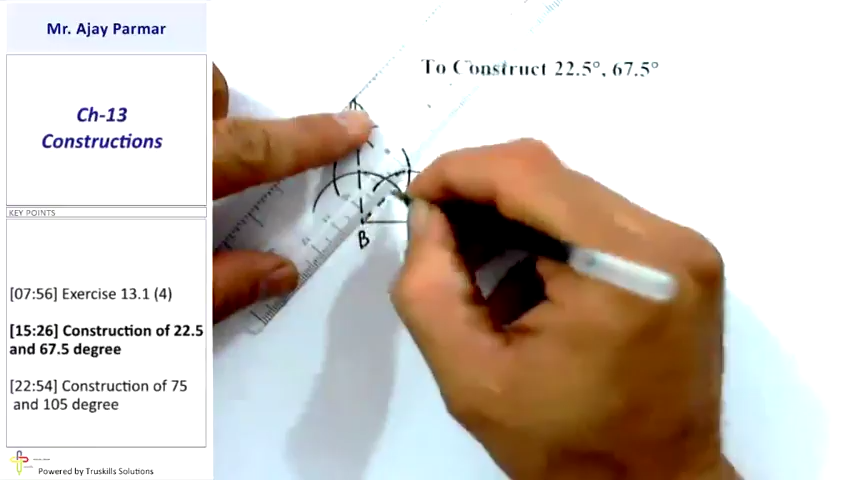 Mr. Ajay Parmar
Ch-13
Constructions
KEY POINTS
[07:56] Exercise 13.1 (4)
[15:26] Construction of 22.5
and 67.5 degree
[22:54] Construction of 75
and 105 degree
Powered by Truskills Solutions
To Construct 22.5°, 67.5°
A
B